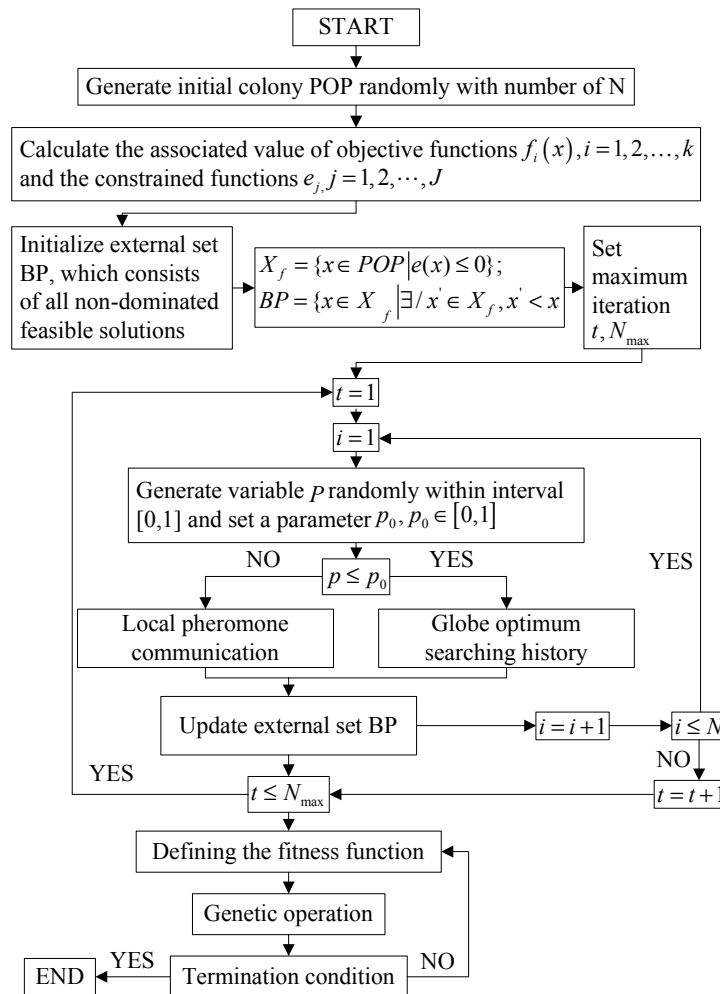 START
Generate initial colony POP randomly with number of N
Calculate the associated value of objective functions f_i(x), i = 1, 2, …, k
and the constrained functions e_j, j = 1, 2, ⋯, J
Initialize external set
BP, which consists
of all non-dominated
feasible solutions
X_f = {x ∈ POP | e(x) ≤ 0};
BP = {x ∈ X_f | ∃/ x' ∈ X_f, x' < x
Set
maximum
iteration
t, N_max
t = 1
i = 1
Generate variable P randomly within interval
[0,1] and set a parameter p_0, p_0 ∈ [0,1]
NO
YES
p ≤ p_0
YES
Local pheromone
communication
Globe optimum
searching history
Update external set BP
i = i + 1
i ≤ N
YES
NO
t ≤ N_max
t = t + 1
Defining the fitness function
Genetic operation
YES
NO
END
Termination condition